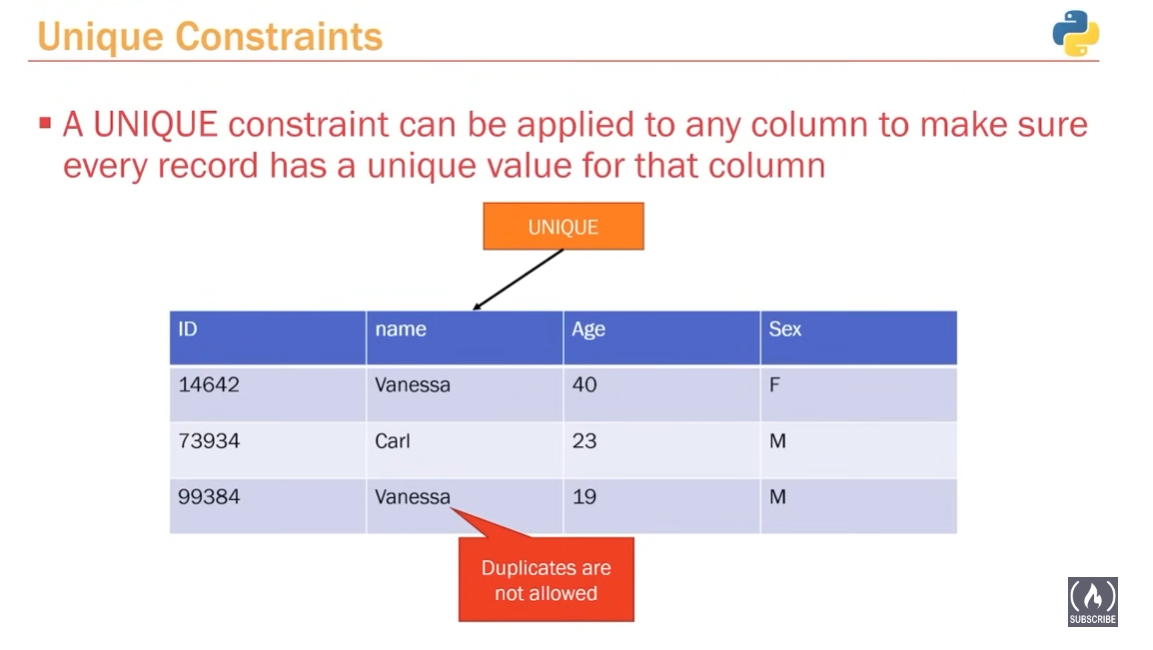 Unique Constraints
A UNIQUE constraint can be applied to any column to make sure
every record has a unique value for that column
UNIQUE
ID name Age Sex
14642 Vanessa 40 F
73934 Carl 23 M
99384 Vanessa 19 M
Duplicates are
not allowed
SUBSCRIBE